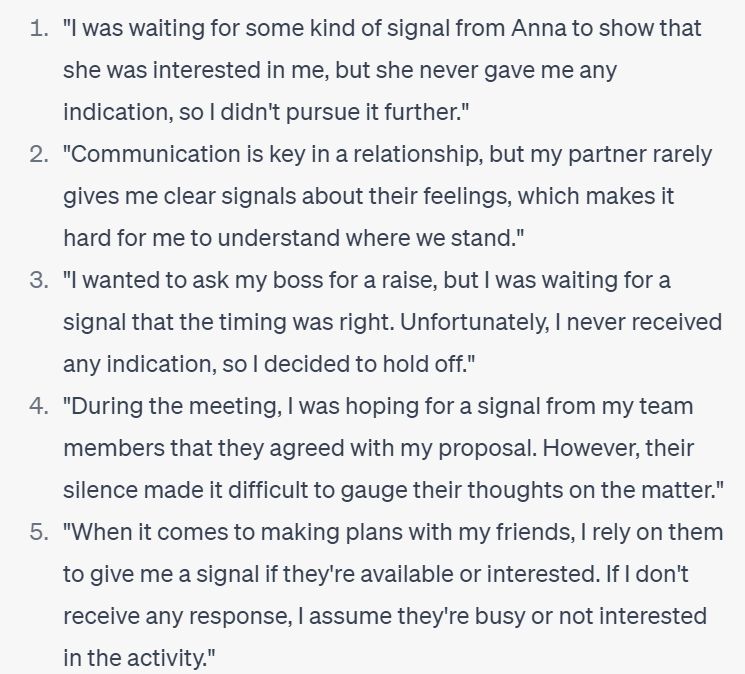 1. "I was waiting for some kind of signal from Anna to show that
she was interested in me, but she never gave me any
indication, so I didn't pursue it further."
2. "Communication is key in a relationship, but my partner rarely
gives me clear signals about their feelings, which makes it
hard for me to understand where we stand."
3. "I wanted to ask my boss for a raise, but I was waiting for a
signal that the timing was right. Unfortunately, I never received
any indication, so I decided to hold off."
4. "During the meeting, I was hoping for a signal from my team
members that they agreed with my proposal. However, their
silence made it difficult to gauge their thoughts on the matter."
5. "When it comes to making plans with my friends, I rely on them
to give me a signal if they're available or interested. If I don't
receive any response, I assume they're busy or not interested
in the activity."